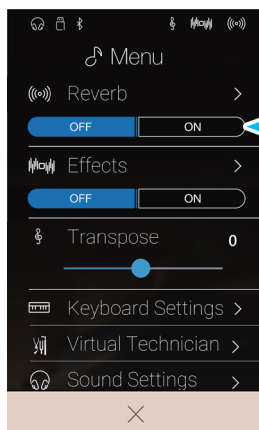 Menu
Reverb
OFF ON
Effects
OFF ON
Transpose 0
Keyboard Settings
Virtual Technician
Sound Settings